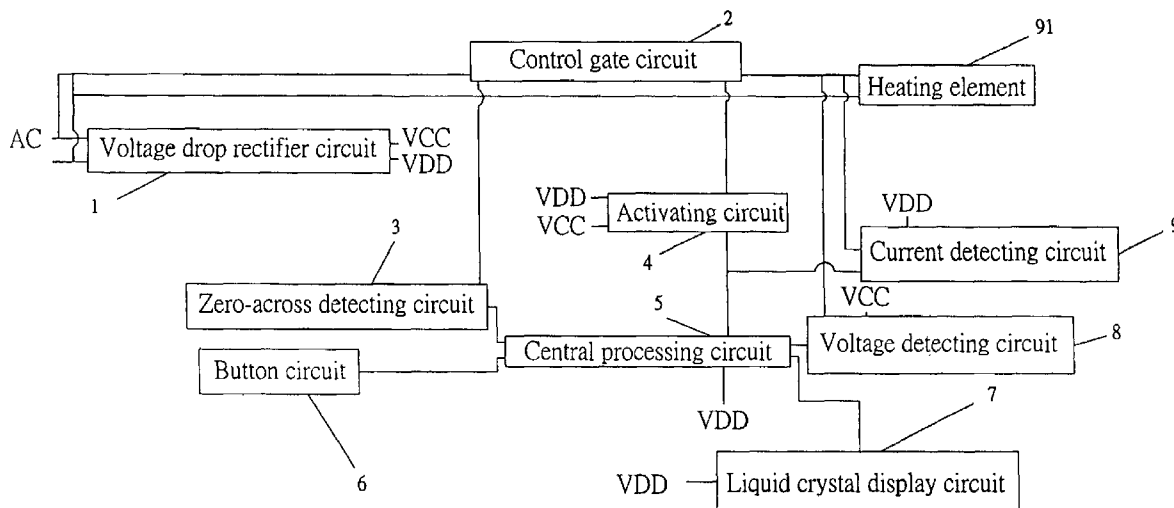 2
91
Control gate circuit
Heating element
AC
Voltage drop rectifier circuit
VCC
VDD
1
VDD
VCC
Activating circuit
4
VDD
Current detecting circuit
9
3
Zero-across detecting circuit
5
VCC
Central processing circuit
Voltage detecting circuit
8
Button circuit
6
VDD
7
VDD
Liquid crystal display circuit